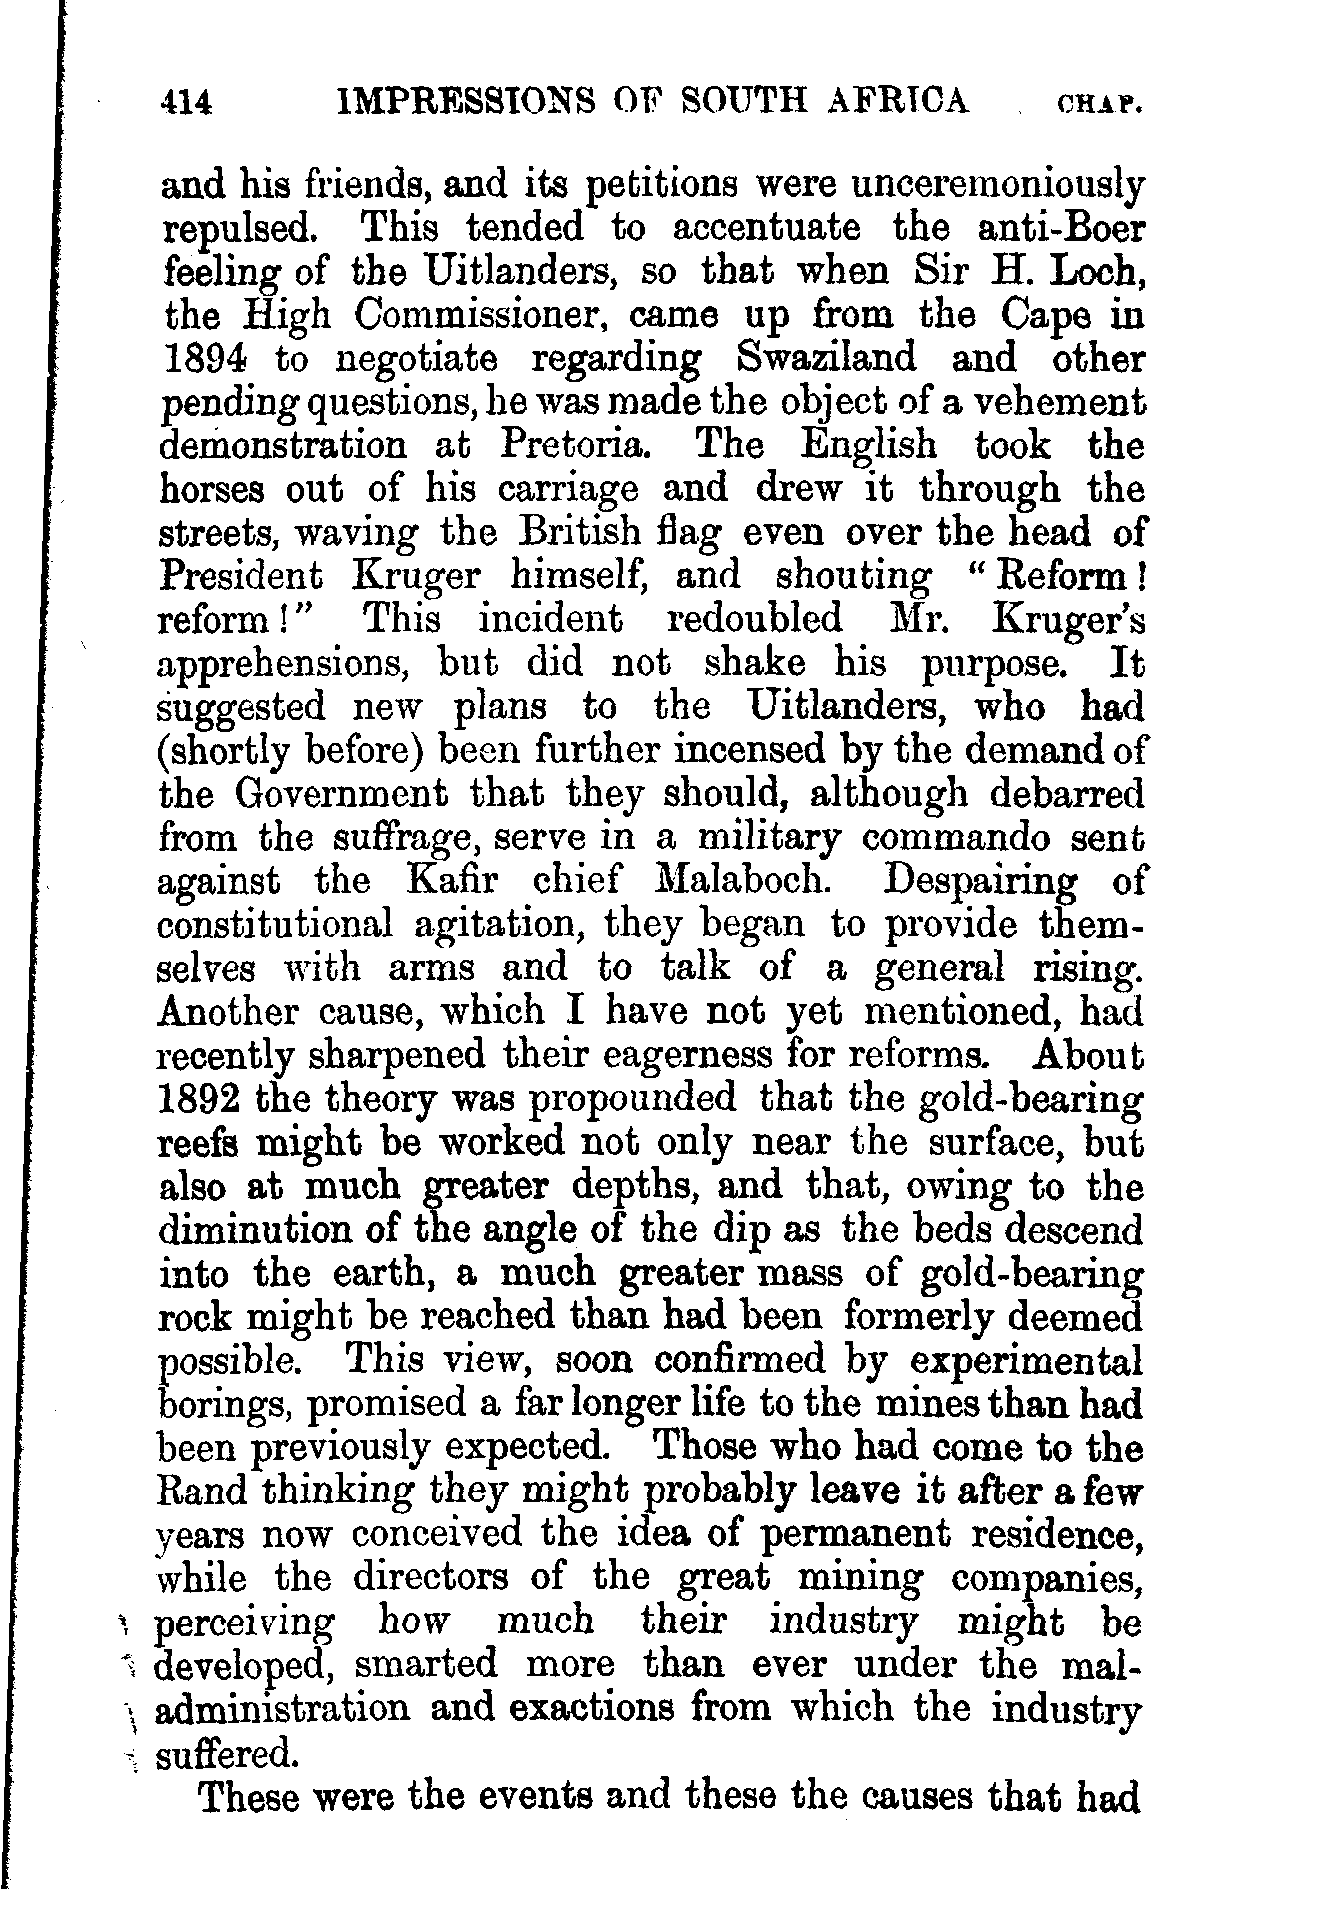 414 IMPRESSIONS OF SOUTH AFRICA CHAP.
and his friends, and its petitions were unceremoniously
repulsed. This tended to accentuate the anti-Boer
feeling of the Uitlanders, so that when Sir H. Loch,
the High Commissioner, came up from the Cape in
1894 to negotiate regarding Swaziland and other
pending questions, he was made the object of a vehement
demonstration at Pretoria. The English took the
horses out of his carriage and drew it through the
streets, waving the British flag even over the head of
President Kruger himself, and shouting “ Reform !
reform !” This incident redoubled Mr. Kruger’s
apprehensions, but did not shake his purpose. It
suggested new plans to the Uitlanders, who had
(shortly before) been further incensed by the demand of
the Government that they should, although debarred
from the suffrage, serve in a military commando sent
against the Kafir chief Malaboch. Despairing of
constitutional agitation, they began to provide them-
selves with arms and to talk of a general rising.
Another cause, which I have not yet mentioned, had
recently sharpened their eagerness for reforms. About
1892 the theory was propounded that the gold-bearing
reefs might be worked not only near the surface, but
also at much greater depths, and that, owing to the
diminution of the angle of the dip as the beds descend
into the earth, a much greater mass of gold-bearing
rock might be reached than had been formerly deemed
possible. This view, soon confirmed by experimental
borings, promised a far longer life to the mines than had
been previously expected. Those who had come to the
Rand thinking they might probably leave it after a few
years now conceived the idea of permanent residence,
while the directors of the great mining companies,
perceiving how much their industry might be
developed, smarted more than ever under the mal-
administration and exactions from which the industry
suffered.
These were the events and these the causes that had